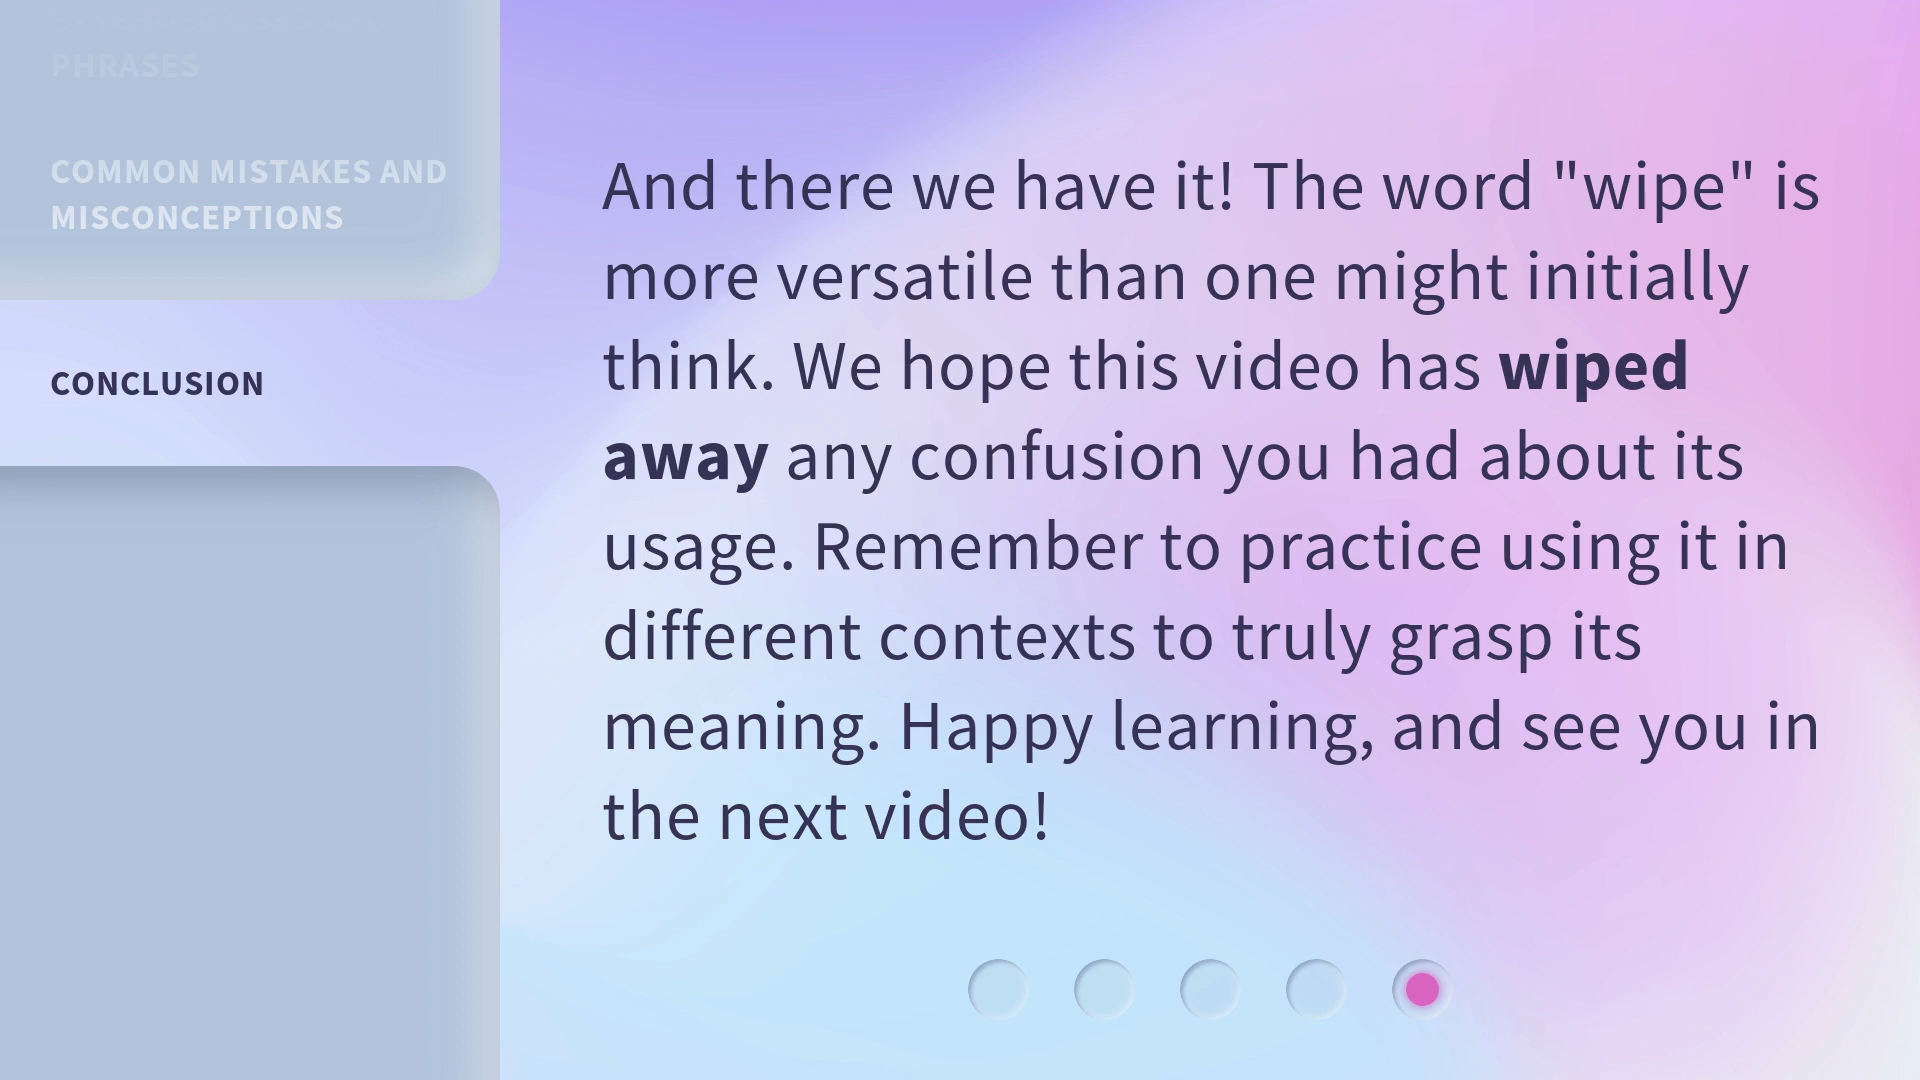 PHRASES
COMMON MISTAKES AND
MISCONCEPTIONS
CONCLUSION
And there we have it! The word "wipe" is
more versatile than one might initially
think. We hope this video has wiped
away any confusion you had about its
usage. Remember to practice using it in
different contexts to truly grasp its
meaning. Happy learning, and see you in
the next video!